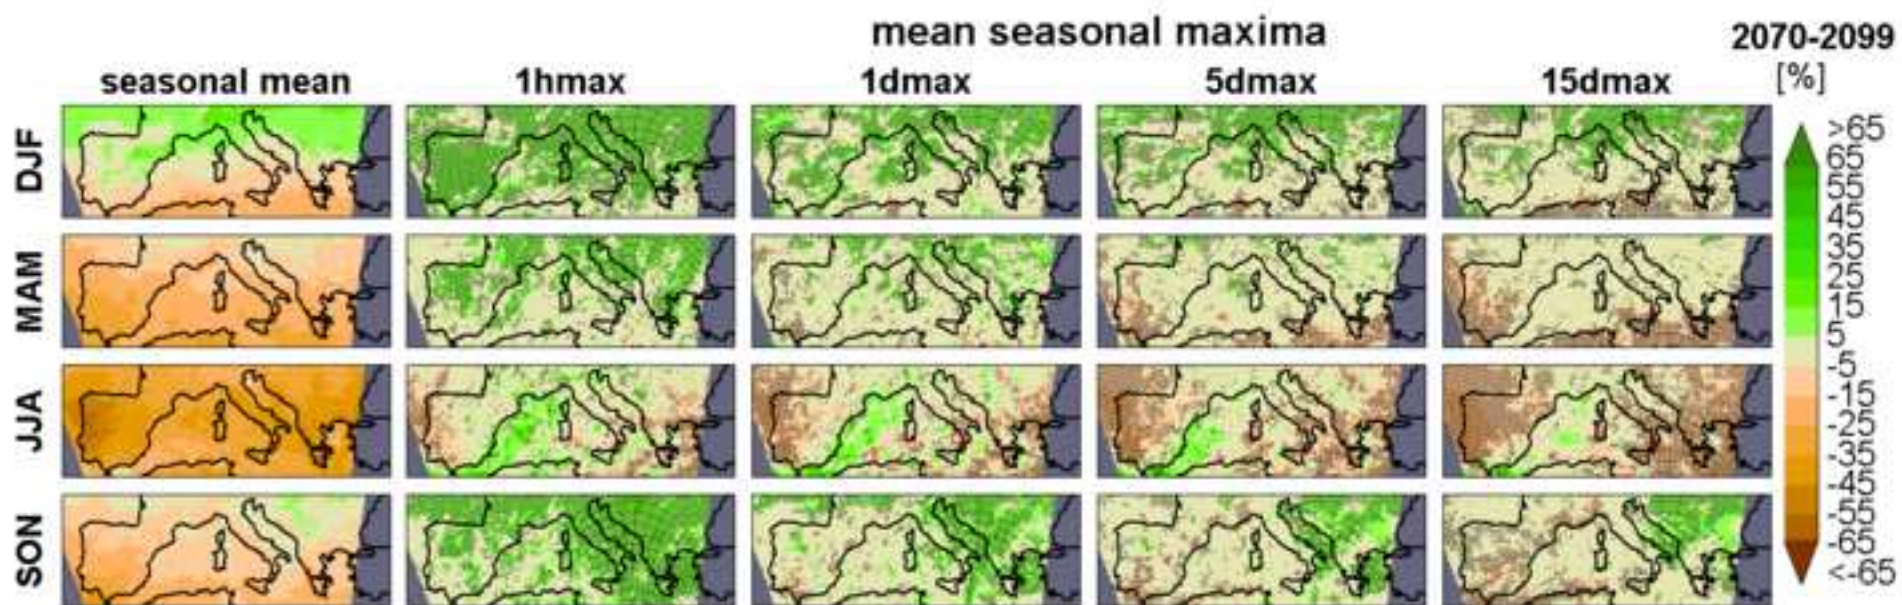 mean seasonal maxima
2070-2099
seasonal mean
1hmax
1dmax
5dmax
15dmax
[%]
DJF
MAM
JJA
SON
>65
65
55
45
35
25
15
5
-5
-15
-25
-35
-45
-55
-65
<-65